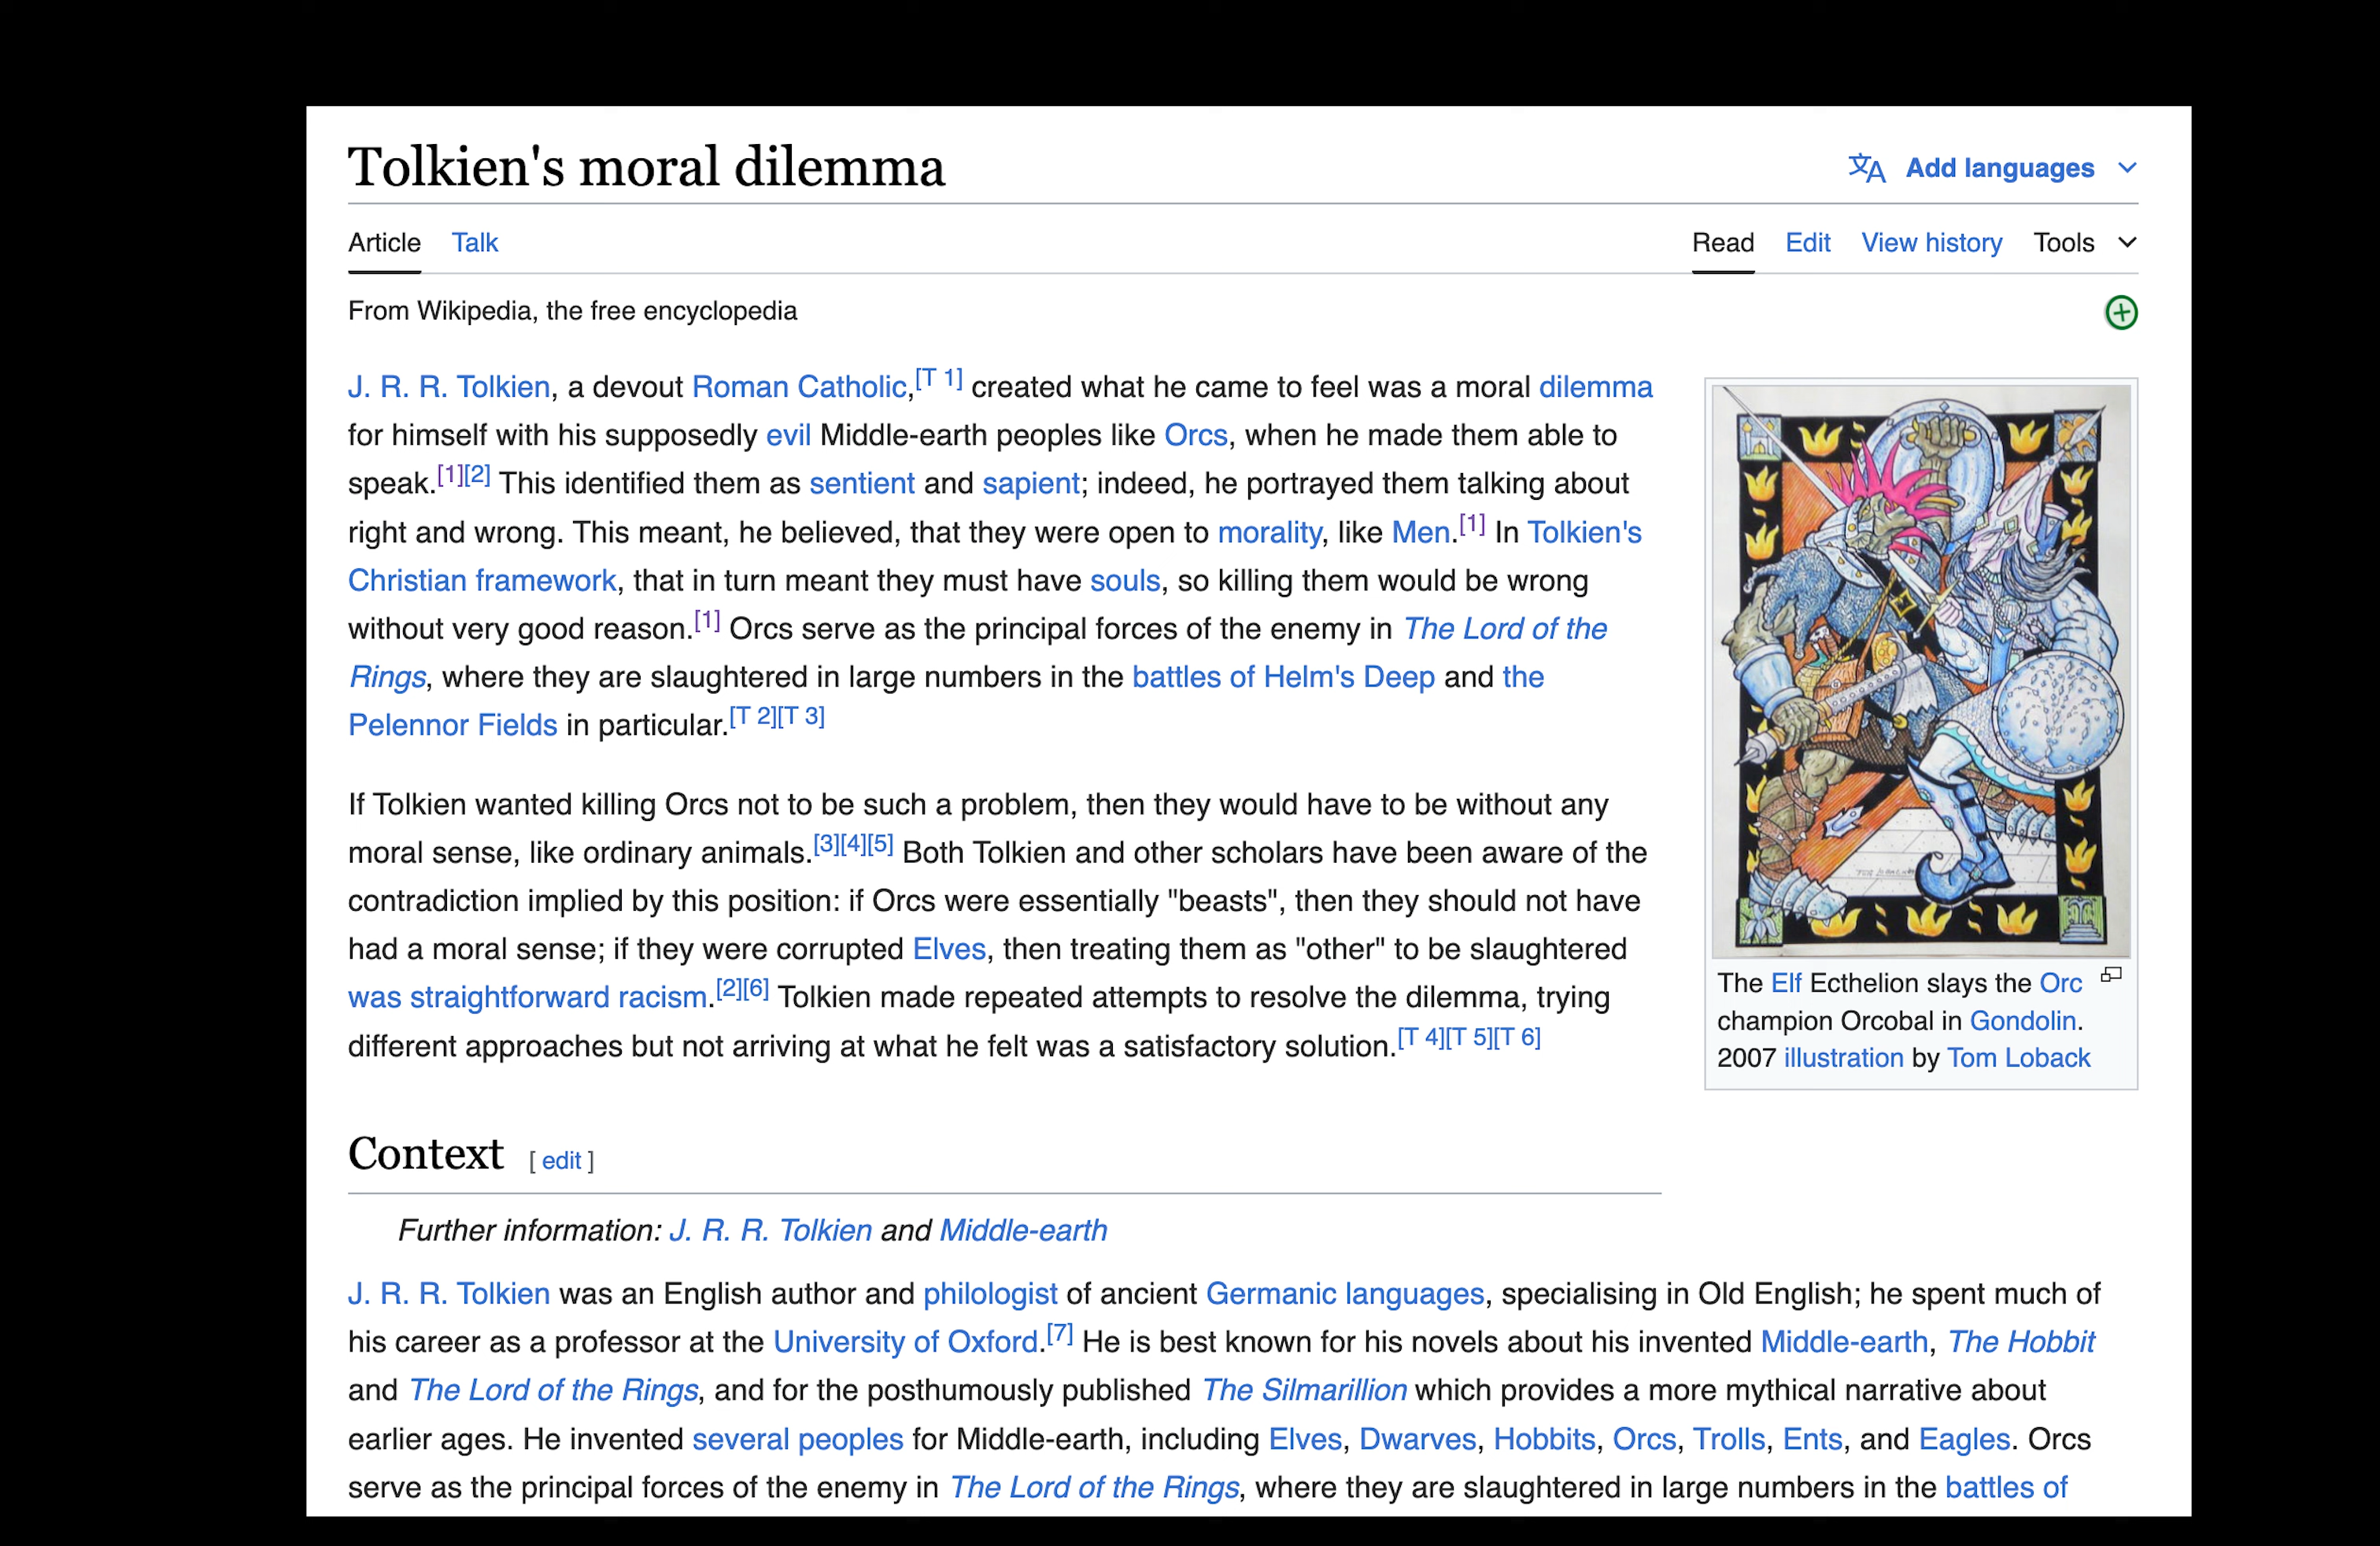 Tolkien's moral dilemma
Add languages
Article Talk
Read Edit View history Tools
From Wikipedia, the free encyclopedia
J. R. R. Tolkien, a devout Roman Catholic,[T 1] created what he came to feel was a moral dilemma
for himself with his supposedly evil Middle-earth peoples like Orcs, when he made them able to
speak.[1][2] This identified them as sentient and sapient; indeed, he portrayed them talking about
right and wrong. This meant, he believed, that they were open to morality, like Men.[1] In Tolkien's
Christian framework, that in turn meant they must have souls, so killing them would be wrong
without very good reason.[1] Orcs serve as the principal forces of the enemy in The Lord of the
Rings, where they are slaughtered in large numbers in the battles of Helm's Deep and the
Pelennor Fields in particular.[T 2][T 3]
If Tolkien wanted killing Orcs not to be such a problem, then they would have to be without any
moral sense, like ordinary animals.[3][4][5] Both Tolkien and other scholars have been aware of the
contradiction implied by this position: if Orcs were essentially "beasts", then they should not have
had a moral sense; if they were corrupted Elves, then treating them as "other" to be slaughtered
was straightforward racism.[2][6] Tolkien made repeated attempts to resolve the dilemma, trying
different approaches but not arriving at what he felt was a satisfactory solution.[T 4][T 5][T 6]
The Elf Ecthelion slays the Orc
champion Orcobal in Gondolin.
2007 illustration by Tom Loback
Context [ edit ]
Further information: J. R. R. Tolkien and Middle-earth
J. R. R. Tolkien was an English author and philologist of ancient Germanic languages, specialising in Old English; he spent much of
his career as a professor at the University of Oxford.[7] He is best known for his novels about his invented Middle-earth, The Hobbit
and The Lord of the Rings, and for the posthumously published The Silmarillion which provides a more mythical narrative about
earlier ages. He invented several peoples for Middle-earth, including Elves, Dwarves, Hobbits, Orcs, Trolls, Ents, and Eagles. Orcs
serve as the principal forces of the enemy in The Lord of the Rings, where they are slaughtered in large numbers in the battles of